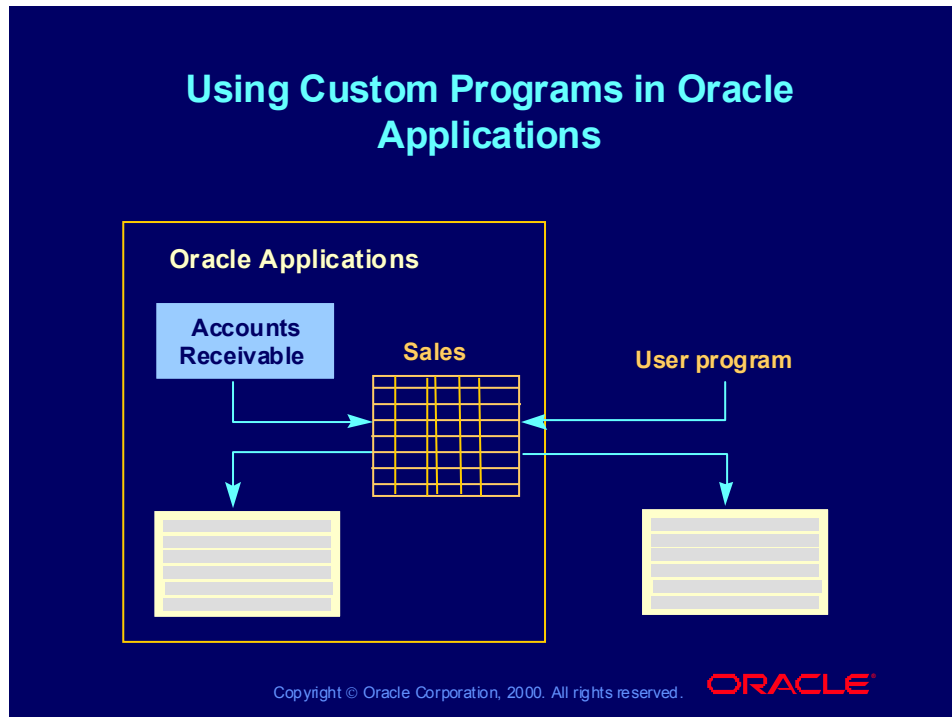 Using Custom Programs in Oracle
Applications
Oracle Applications
Accounts
Receivable
Sales
User program
Copyright © Oracle Corporation, 2000. All rights reserved.
ORACLE®